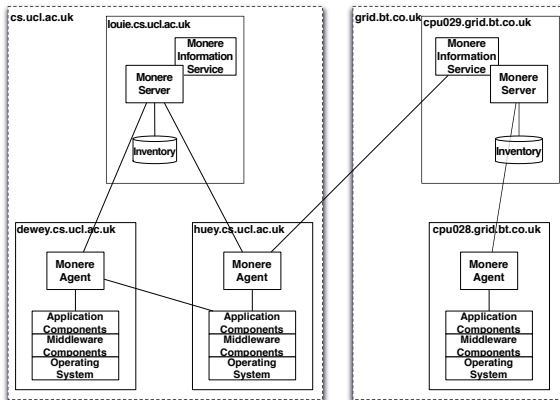 cs.ucl.ac.uk
louie.cs.ucl.ac.uk
Monere
Information
Service
Monere
Server
Inventory
dewey.cs.ucl.ac.uk
Monere
Agent
Application
Components
Middleware
Components
Operating
System
huey.cs.ucl.ac.uk
Monere
Agent
Application
Components
Middleware
Components
Operating
System
grid.bt.co.uk
cpu029.grid.bt.co.uk
Monere
Information
Service
Monere
Server
Inventory
cpu028.grid.bt.co.uk
Monere
Agent
Application
Components
Middleware
Components
Operating
System